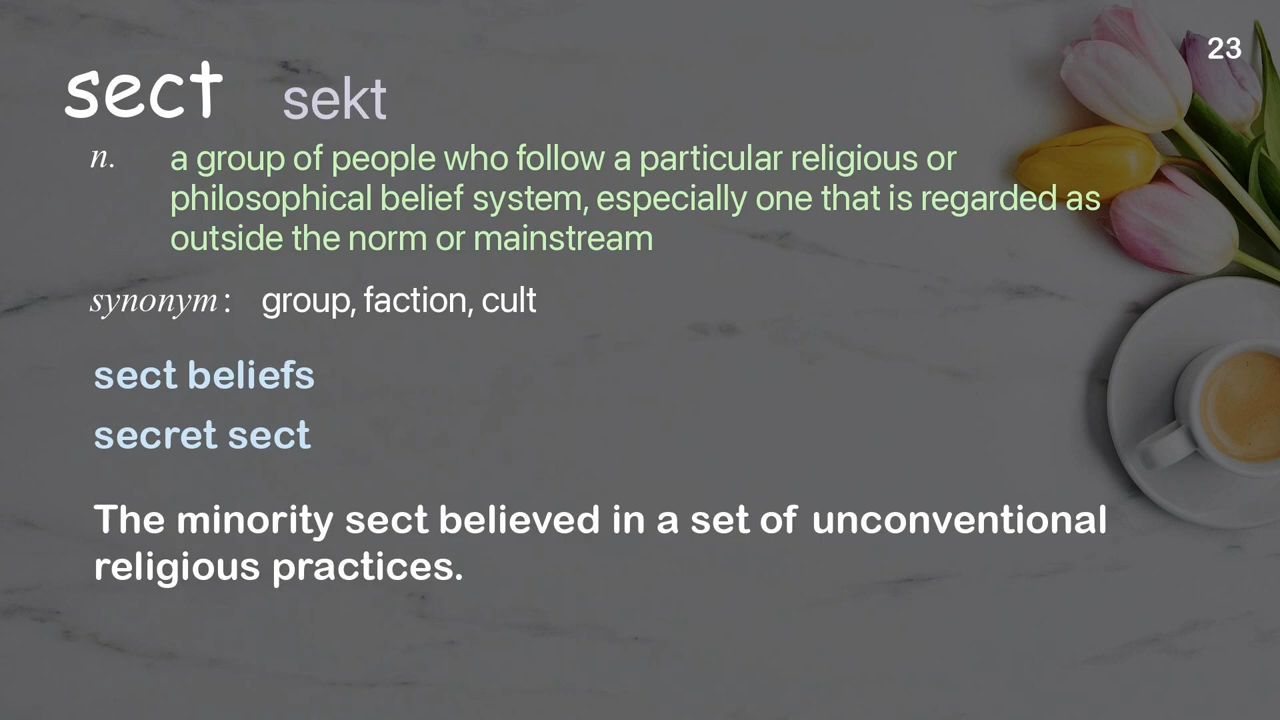 23
sect sekt
n. a group of people who follow a particular religious or
philosophical belief system, especially one that is regarded as
outside the norm or mainstream
synonym: group, faction, cult
sect beliefs
secret sect
The minority sect believed in a set of unconventional
religious practices.